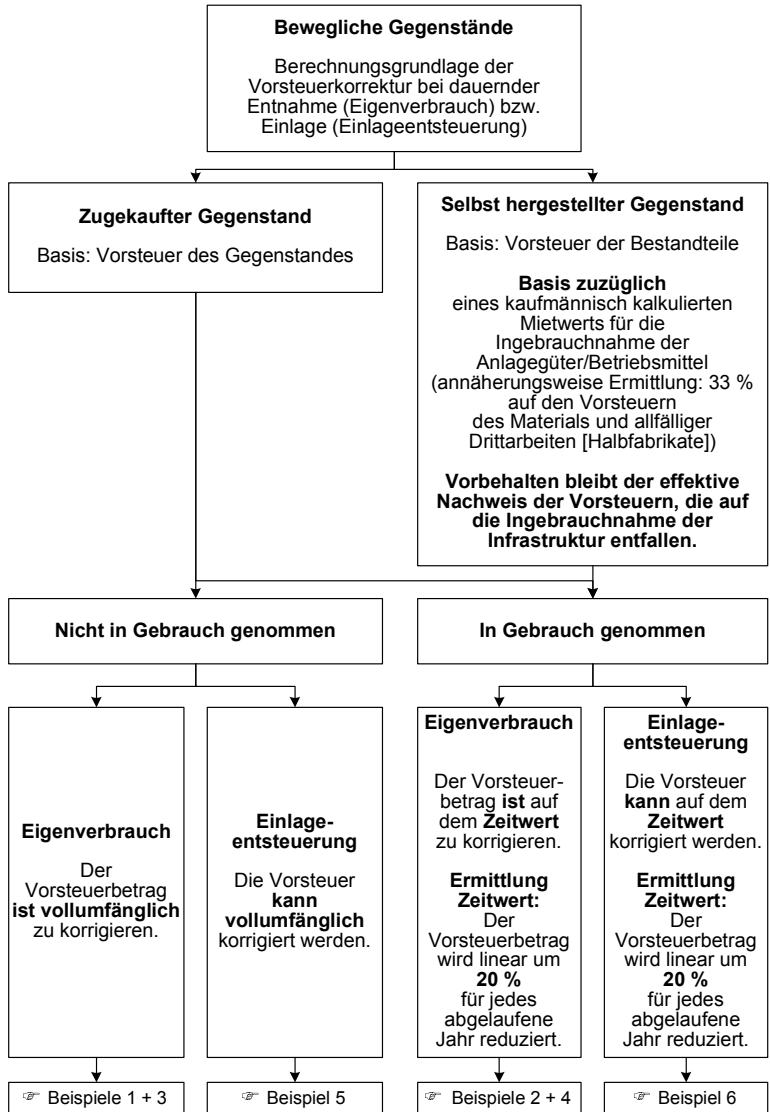 Bewegliche Gegenstände
Berechnungsgrundlage der
Vorsteuerkorrektur bei dauernder
Entnahme (Eigenverbrauch) bzw.
Einlage (Einlageentsteuerung)
Zugekaufter Gegenstand
Basis: Vorsteuer des Gegenstandes
Selbst hergestellter Gegenstand
Basis: Vorsteuer der Bestandteile
Basis zuzüglich
eines kaufmännisch kalkulierten
Mietwerts für die
Ingebrauchnahme der
Anlagegüter/Betriebsmittel
(annäherungsweise Ermittlung: 33 %
auf den Vorsteuern
des Materials und allfälliger
Drittarbeiten [Halbfabrikate])
Vorbehalten bleibt der effektive
Nachweis der Vorsteuern, die auf
die Ingebrauchnahme der
Infrastruktur entfallen.
Nicht in Gebrauch genommen
In Gebrauch genommen
Eigenverbrauch
Der
Vorsteuerbetrag
ist vollumfänglich
zu korrigieren.
Einlage-
entsteuerung
Die Vorsteuer
kann
vollumfänglich
korrigiert werden.
Eigenverbrauch
Der Vorsteuer-
betrag ist auf
dem Zeitwert
zu korrigieren.
Ermittlung
Zeitwert:
Der
Vorsteuerbetrag
wird linear um
20 %
für jedes
abgelaufene
Jahr reduziert.
Einlage-
entsteuerung
Die Vorsteuer
kann auf dem
Zeitwert
korrigiert werden.
Ermittlung
Zeitwert:
Der
Vorsteuerbetrag
wird linear um
20 %
für jedes
abgelaufene
Jahr reduziert.
☞ Beispiele 1 + 3
☞ Beispiel 5
☞ Beispiele 2 + 4
☞ Beispiel 6